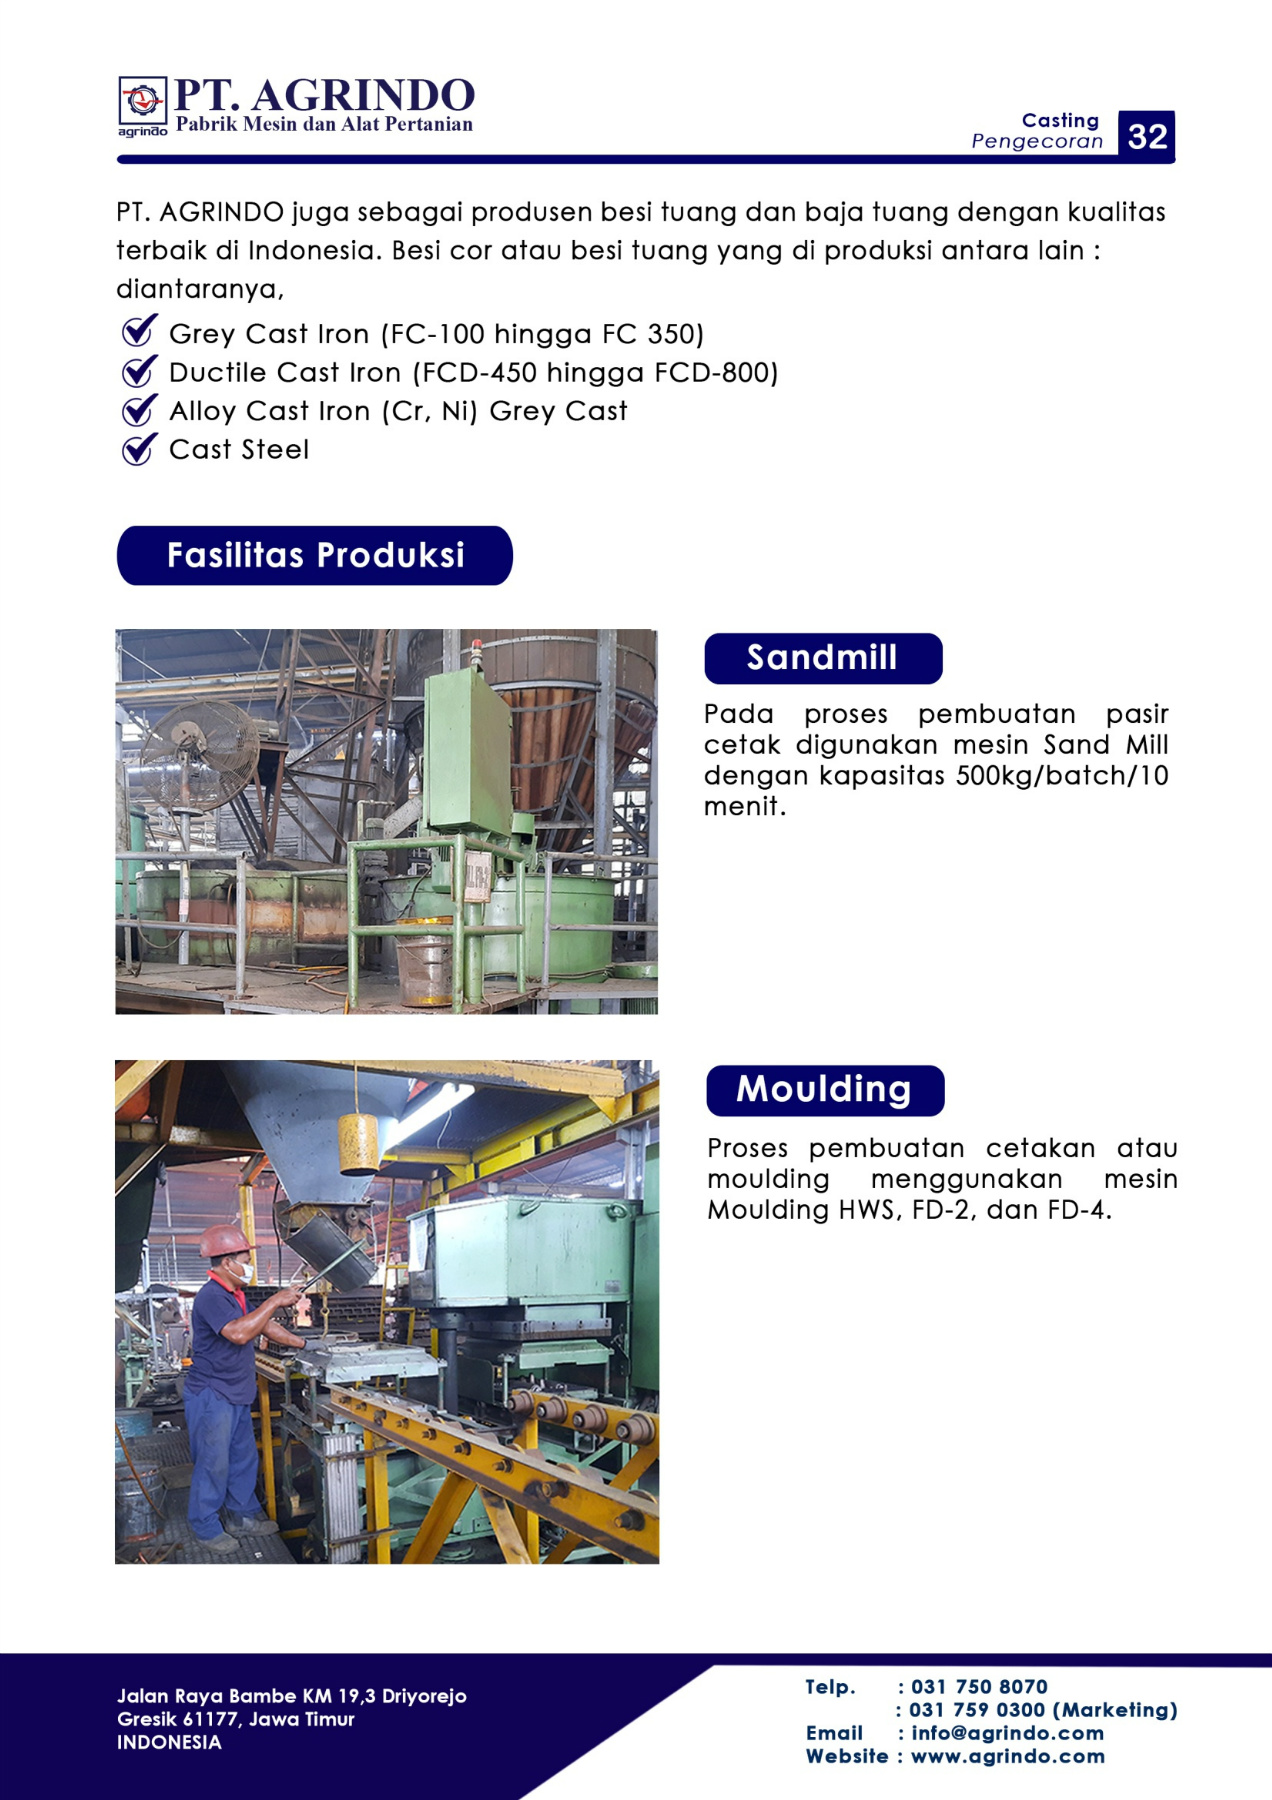 PT. AGRINDO
Pabrik Mesin dan Alat Pertanian
agrindo
Casting
Pengecoran
32
PT. AGRINDO juga sebagai produsen besi tuang dan baja tuang dengan kualitas
terbaik di Indonesia. Besi cor atau besi tuang yang di produksi antara lain :
diantaranya,
Grey Cast Iron (FC-100 hingga FC 350)
Ductile Cast Iron (FCD-450 hingga FCD-800)
Alloy Cast Iron (Cr, Ni) Grey Cast
Cast Steel
Fasilitas Produksi
Sandmill
Pada proses pembuatan pasir
cetak digunakan mesin Sand Mill
dengan kapasitas 500kg/batch/10
menit.
Moulding
Proses pembuatan cetakan atau
moulding menggunakan mesin
Moulding HWS, FD-2, dan FD-4.
Jalan Raya Bambe KM 19,3 Driyorejo
Gresik 61177, Jawa Timur
INDONESIA
Telp. : 031 750 8070
: 031 759 0300 (Marketing)
Email : info@agrindo.com
Website : www.agrindo.com